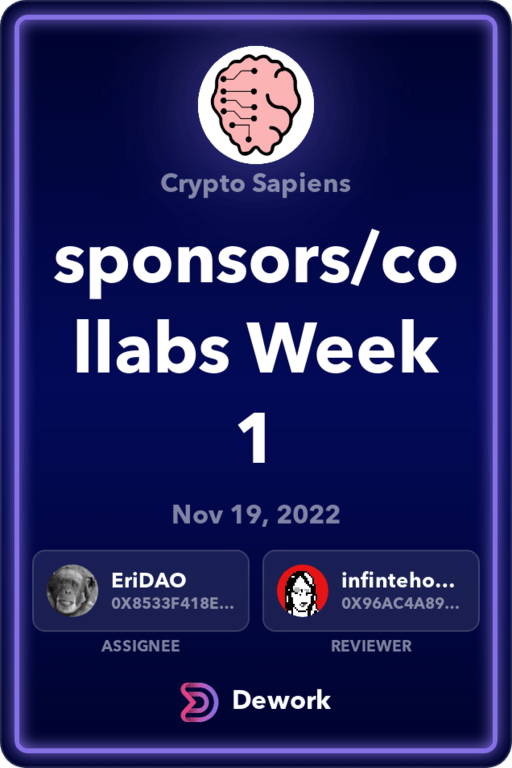 Crypto Sapiens
sponsors/co
llabs Week
1
Nov 19, 2022
EriDAO
0X8533F418E...
ASSIGNEE
infinteho...
0X96AC4A89...
REVIEWER
Dework